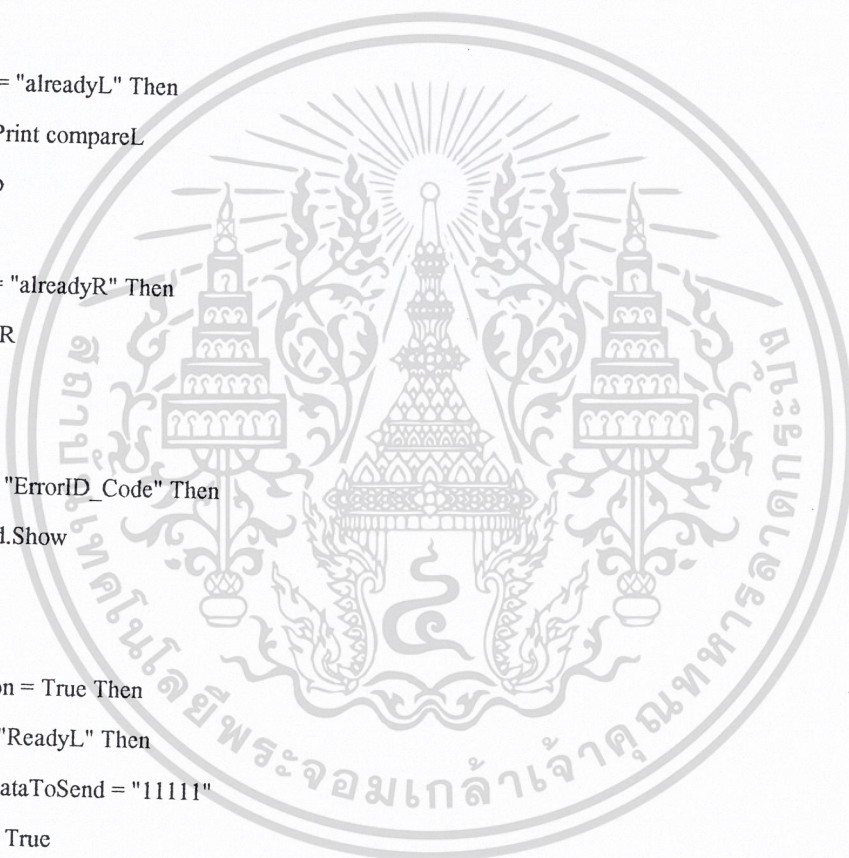 = "alreadyL" Then
Print compareL
= "alreadyR" Then
R
"ErrorID_Code" Then
d.Show
on = True Then
"ReadyL" Then
ataToSend = "11111"
True
สถาบันเทคโนโลยีพระจอมเกล้าเจ้าคุณทหารลาดกระบัง
๔